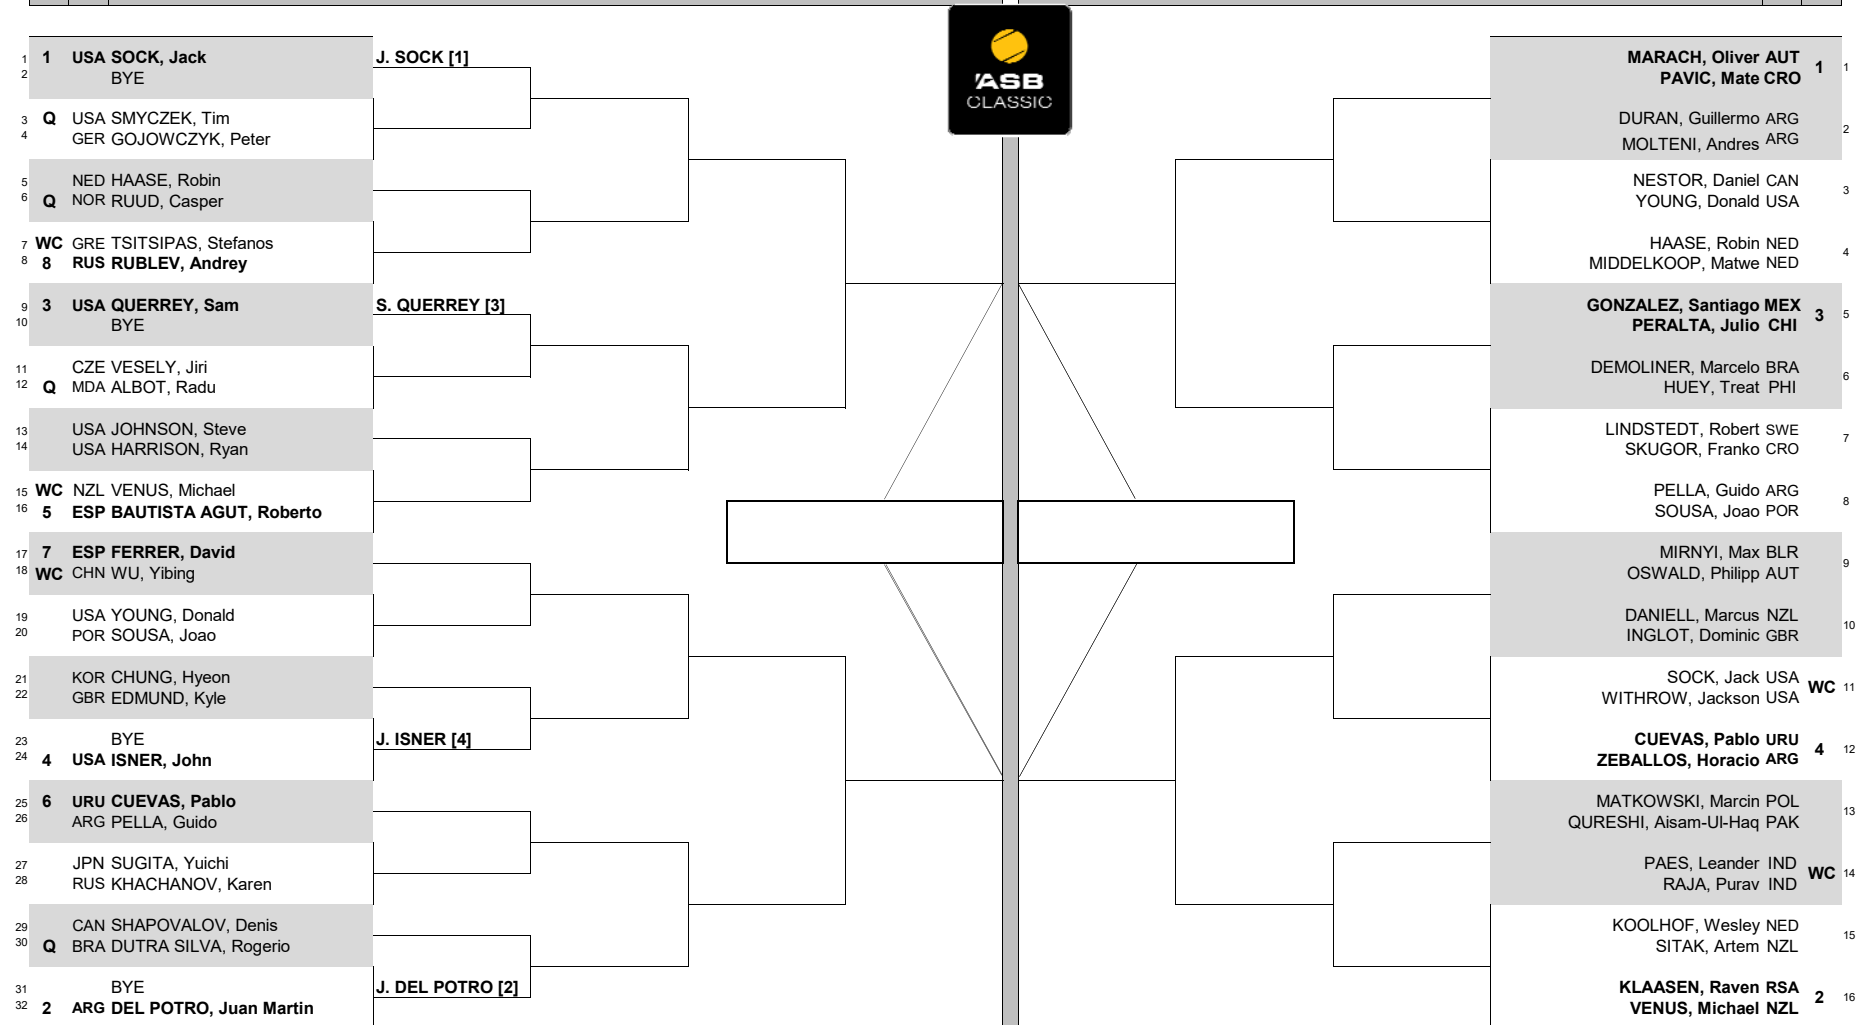 ASB
CLASSIC
1 1 USA SOCK, Jack J. SOCK [1]
2 BYE
3 Q USA SMYCZEK, Tim
4 GER GOJOWCZYK, Peter
5 NED HAASE, Robin
6 Q NOR RUUD, Casper
7 WC GRE TSITSIPAS, Stefanos
8 8 RUS RUBLEV, Andrey
9 3 USA QUERREY, Sam S. QUERREY [3]
10 BYE
11 CZE VESELY, Jiri
12 Q MDA ALBOT, Radu
13 USA JOHNSON, Steve
14 USA HARRISON, Ryan
15 WC NZL VENUS, Michael
16 5 ESP BAUTISTA AGUT, Roberto
17 7 ESP FERRER, David
18 WC CHN WU, Yibing
19 USA YOUNG, Donald
20 POR SOUSA, Joao
21 KOR CHUNG, Hyeon
22 GBR EDMUND, Kyle
23 BYE J. ISNER [4]
24 4 USA ISNER, John
25 6 URU CUEVAS, Pablo
26 ARG PELLA, Guido
27 JPN SUGITA, Yuichi
28 RUS KHACHANOV, Karen
29 CAN SHAPOVALOV, Denis
30 Q BRA DUTRA SILVA, Rogerio
31 BYE J. DEL POTRO [2]
32 2 ARG DEL POTRO, Juan Martin
MARACH, Oliver AUT 1 1
PAVIC, Mate CRO
DURAN, Guillermo ARG 2
MOLTENI, Andres ARG
NESTOR, Daniel CAN 3
YOUNG, Donald USA
HAASE, Robin NED 4
MIDDELKOOP, Matwe NED
GONZALEZ, Santiago MEX 3 5
PERALTA, Julio CHI
DEMOLINER, Marcelo BRA 6
HUEY, Treat PHI
LINDSTEDT, Robert SWE 7
SKUGOR, Franko CRO
PELLA, Guido ARG 8
SOUSA, Joao POR
MIRNYI, Max BLR 9
OSWALD, Philipp AUT
DANIELL, Marcus NZL 10
INGLOT, Dominic GBR
SOCK, Jack USA WC 11
WITHROW, Jackson USA
CUEVAS, Pablo URU 4 12
ZEBALLOS, Horacio ARG
MATKOWSKI, Marcin POL 13
QURESHI, Aisam-Ul-Haq PAK
PAES, Leander IND WC 14
RAJA, Purav IND
KOOLHOF, Wesley NED 15
SITAK, Artem NZL
KLAASEN, Raven RSA 2 16
VENUS, Michael NZL